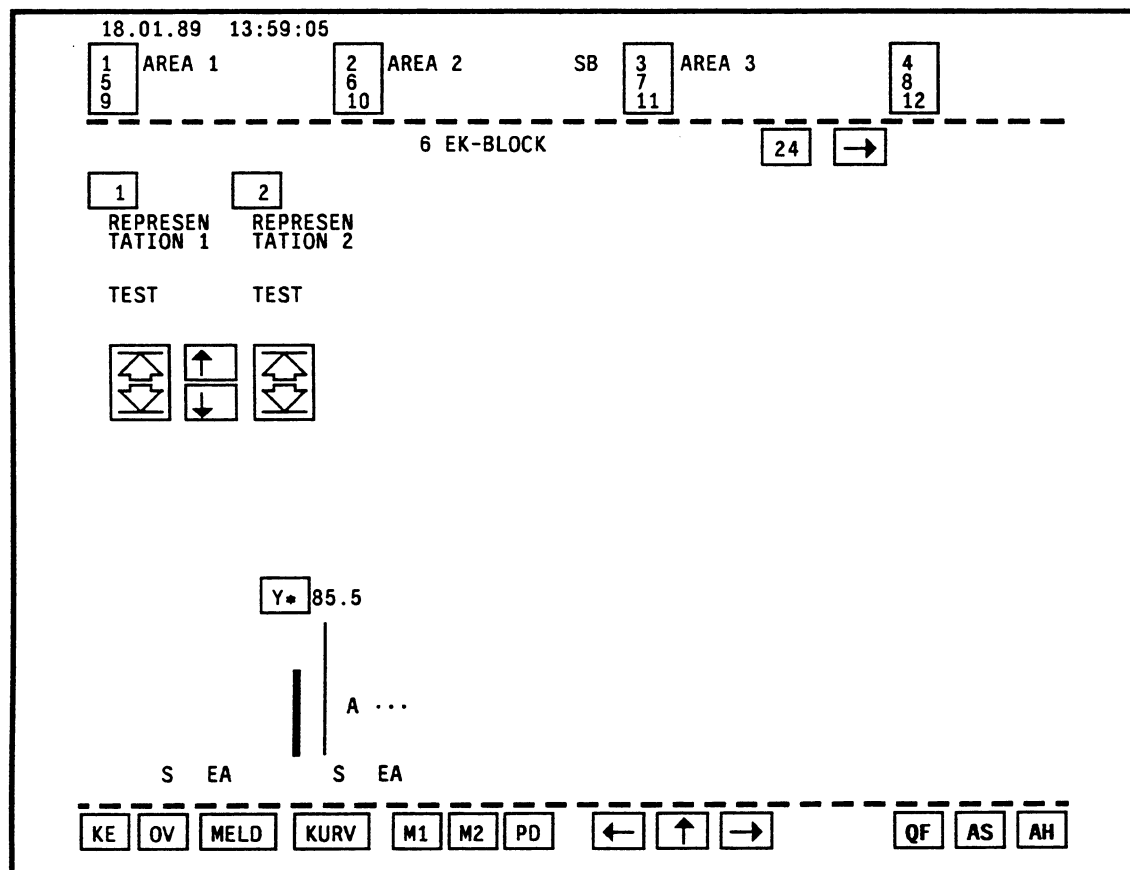 18.01.89 13:59:05
1 AREA 1 2 AREA 2 SB 3 AREA 3 4
5 6 7 8
9 10 11 12
6 EK-BLOCK 24 →
1 2
REPRESEN REPRESEN
TATION 1 TATION 2
TEST TEST
↑
↓
Y* 85.5
A ...
S EA S EA
KE OV MELD KURV M1 M2 PD ← ↑ → QF AS AH